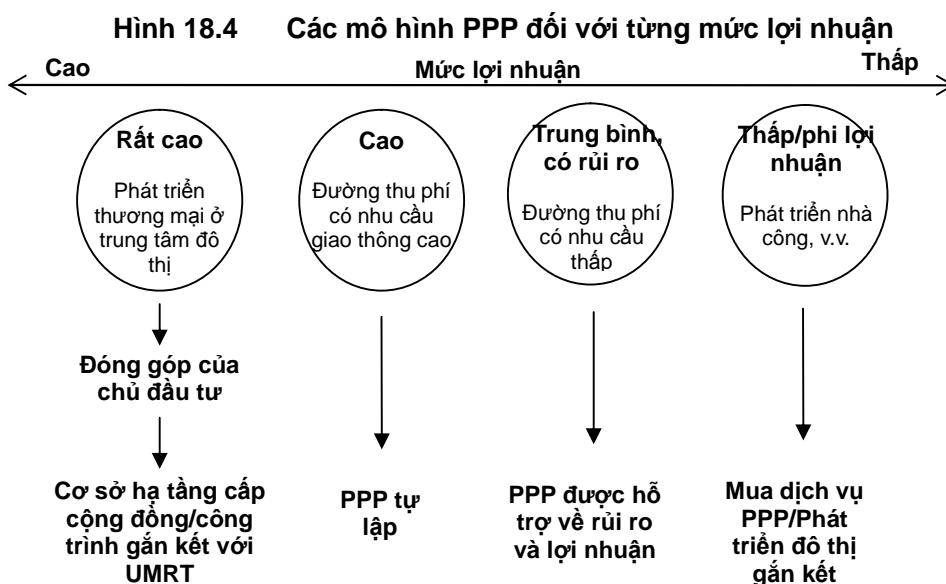 Hình 18.4 Các mô hình PPP đối với từng mức lợi nhuận
Cao Mức lợi nhuận Thấp
Rất cao
Phát triển
thương mại ở
trung tâm đô
thị
Cao
Đường thu phí
có nhu cầu
giao thông cao
Trung bình,
có rủi ro
Đường thu phí
có nhu cầu
thấp
Thấp/phi lợi
nhuận
Phát triển nhà
công, v.v.
Đóng góp của
chủ đầu tư
Cơ sở hạ tầng cấp
cộng đồng/công
trình gắn kết với
UMRT
PPP tự
lập
PPP được hỗ
trợ về rủi ro
và lợi nhuận
Mua dịch vụ
PPP/Phát
triển đô thị
gắn kết